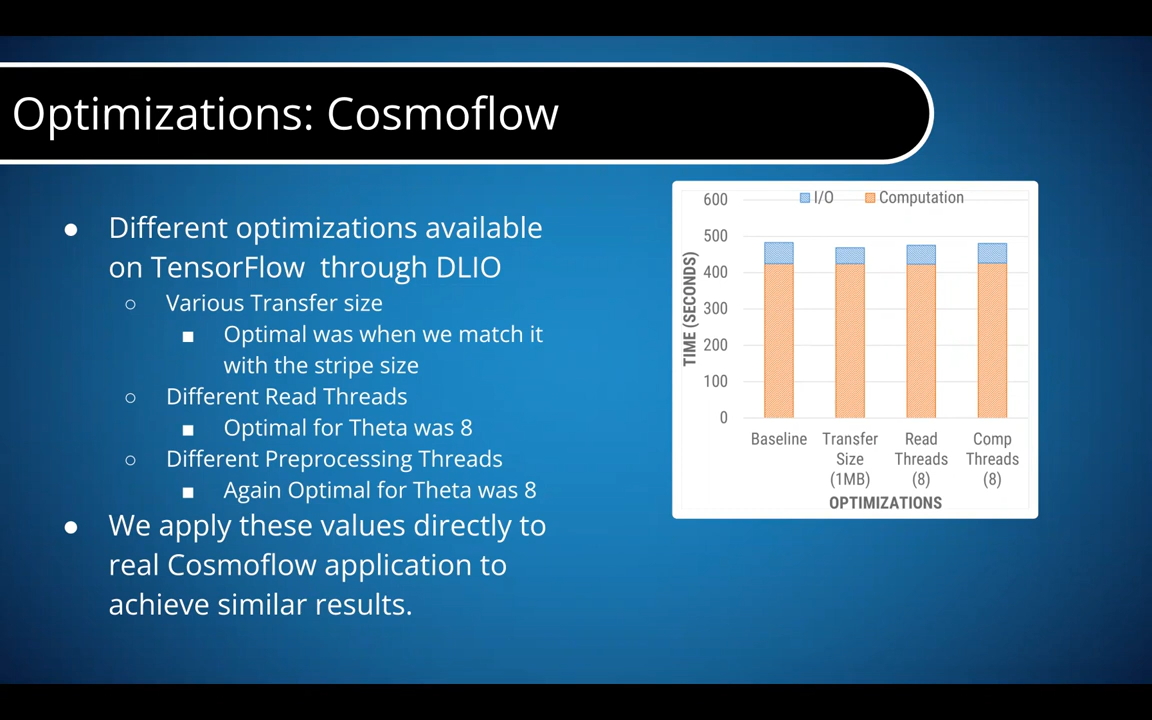 Optimizations: Cosmoflow
● Different optimizations available
on TensorFlow through DLIO
○ Various Transfer size
■ Optimal was when we match it
with the stripe size
○ Different Read Threads
■ Optimal for Theta was 8
○ Different Preprocessing Threads
■ Again Optimal for Theta was 8
● We apply these values directly to
real Cosmoflow application to
achieve similar results.
I/O Computation
TIME (SECONDS)
600
500
400
300
200
100
0
Baseline
Transfer
Size
(1MB)
Read
Threads
(8)
Comp
Threads
(8)
OPTIMIZATIONS